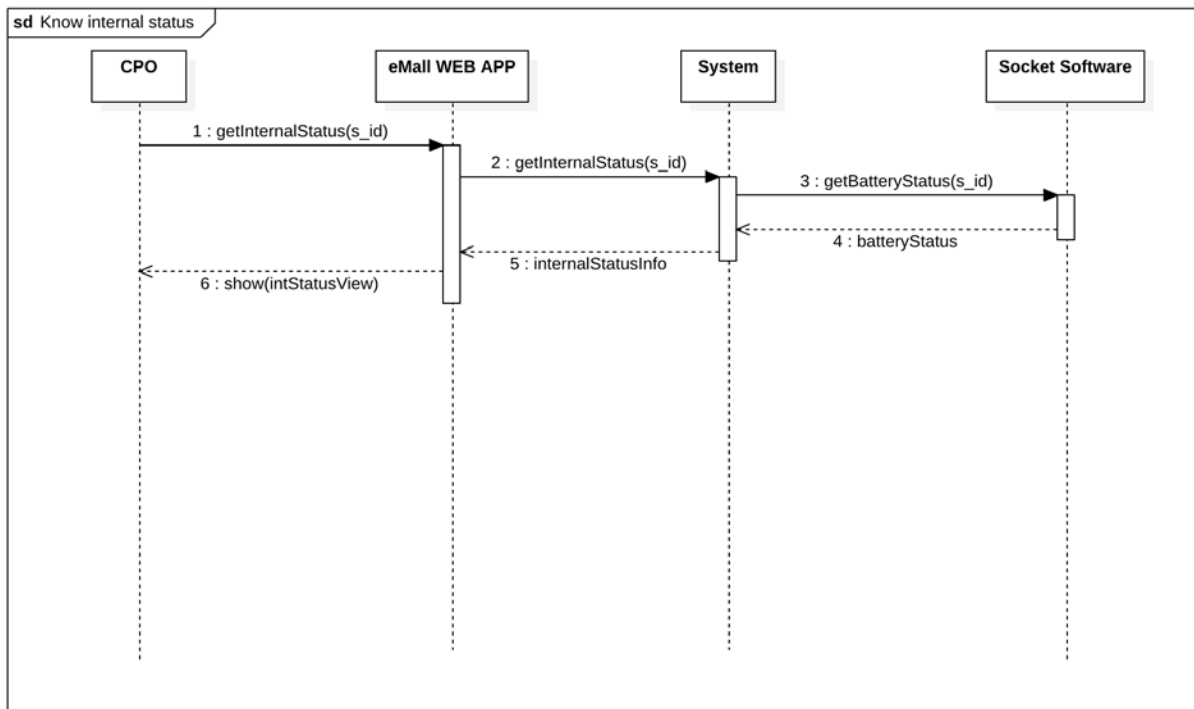 sd Know internal status
CPO
eMall WEB APP
System
Socket Software
1 : getInternalStatus(s_id)
2 : getInternalStatus(s_id)
3 : getBatteryStatus(s_id)
4 : batteryStatus
5 : internalStatusInfo
6 : show(intStatusView)